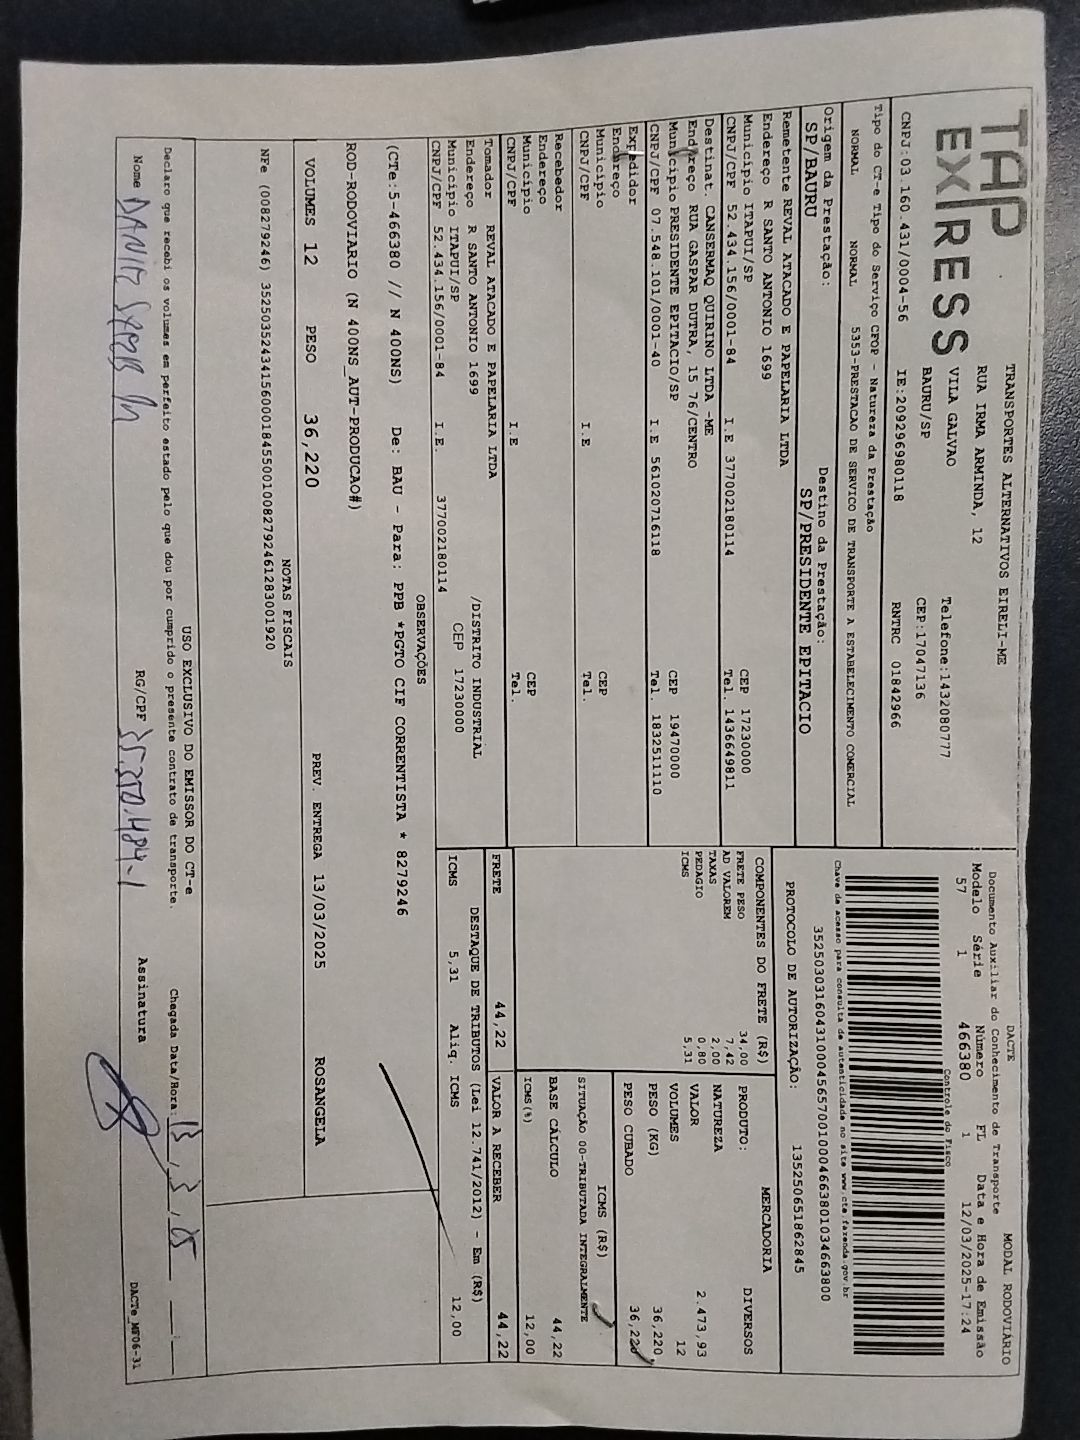 TAP
EXPRESS
TRANSPORTES ALTERNATIVOS EIRELI-ME
RUA IRMA ARMINDA, 12
VILA GALVAO Telefone:1432080777
BAURU/SP CEP:17047136
CNPJ:03.160.431/0004-56 IE:209296980118 RNTRC 01842966
DACTE MODAL RODOVIÁRIO
Documento Auxiliar do Conhecimento de Transporte
Modelo Série Número FL Data e Hora de Emissão
57 1 466380 1 12/03/2025-17:24
Controle do Fisco
Chave de acesso para consulta de autenticidade no site www.cte.fazenda.gov.br
35250303160431000456570010004663801034663800
PROTOCOLO DE AUTORIZAÇÃO: 135250651862845
Tipo do CT-e Tipo do Serviço CFOP - Natureza da Prestação
NORMAL NORMAL 5353-PRESTACAO DE SERVICO DE TRANSPORTE A ESTABELECIMENTO COMERCIAL
Origem da Prestação: Destino da Prestação:
SP/BAURU SP/PRESIDENTE EPITACIO
Remetente REVAL ATACADO E PAPELARIA LTDA
Endereço R SANTO ANTONIO 1699
Município ITAPUI/SP CEP 17230000
CNPJ/CPF 52.434.156/0001-84 I.E 377002180114 Tel. 1436649811
Destinat. CANSERMAQ QUIRINO LTDA -ME
Endereço RUA GASPAR DUTRA, 15 76/CENTRO
Município PRESIDENTE EPITACIO/SP CEP 19470000
CNPJ/CPF 07.548.101/0001-40 I.E 561020716118 Tel. 1832511110
Expedidor
Endereço
Município CEP
CNPJ/CPF I.E Tel.
Recebedor
Endereço
Município CEP
CNPJ/CPF I.E Tel.
Tomador REVAL ATACADO E PAPELARIA LTDA
Endereço R SANTO ANTONIO 1699 /DISTRITO INDUSTRIAL
Município ITAPUI/SP CEP 17230000
CNPJ/CPF 52.434.156/0001-84 I.E. 377002180114
COMPONENTES DO FRETE (R$)
FRETE PESO 34,00
AD VALOREM 7,42
TAXAS 2,00
PEDAGIO 0,80
ICMS 5,31
MERCADORIA
PRODUTO: DIVERSOS
NATUREZA
VALOR 2.473,93
VOLUMES 12
PESO (KG) 36,220
PESO CUBADO 36,220
ICMS (R$)
SITUAÇÃO 00-TRIBUTADA INTEGRALMENTE
BASE CÁLCULO 44,22
ICMS(%) 12,00
FRETE 44,22 VALOR A RECEBER 44,22
DESTAQUE DE TRIBUTOS (Lei 12.741/2012) - Em (R$)
ICMS 5,31 Aliq. ICMS 12,00
OBSERVAÇÕES
(CTe:5-466380 // N 400NS) De: BAU - Para: PPB *PGTO CIF CORRENTISTA * 8279246
ROD-RODOVIARIO (N 400NS_AUT-PRODUCAO#)
VOLUMES 12 PESO 36,220 PREV. ENTREGA 13/03/2025 ROSANGELA
NOTAS FISCAIS
NFe (008279246) 35250352434156000184550010082792461283001920
USO EXCLUSIVO DO EMISSOR DO CT-e
Declaro que recebi os volumes em perfeito estado pelo que dou por cumprido o presente contrato de transporte. Chegada Data/Hora: 13, 3, 25
Nome RG/CPF 35.250.484-1 Assinatura
DACTe_MF06-31